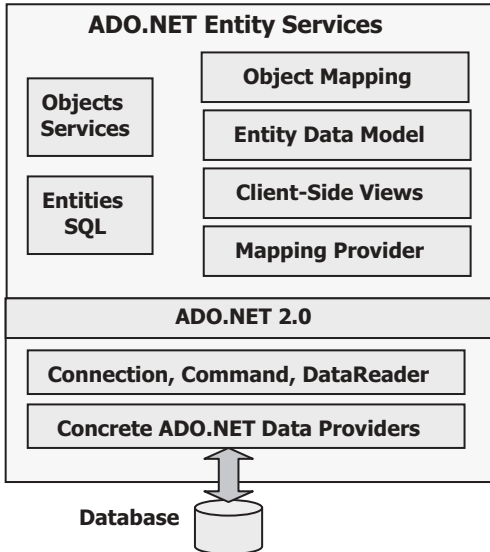 ADO.NET Entity Services
Objects
Services
Entities
SQL
Object Mapping
Entity Data Model
Client-Side Views
Mapping Provider
ADO.NET 2.0
Connection, Command, DataReader
Concrete ADO.NET Data Providers
Database